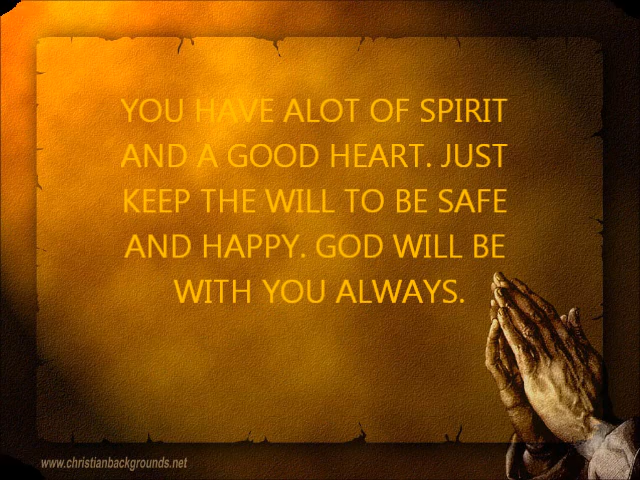 YOU HAVE ALOT OF SPIRIT
AND A GOOD HEART. JUST
KEEP THE WILL TO BE SAFE
AND HAPPY. GOD WILL BE
WITH YOU ALWAYS.
www.christianbackgrounds.net